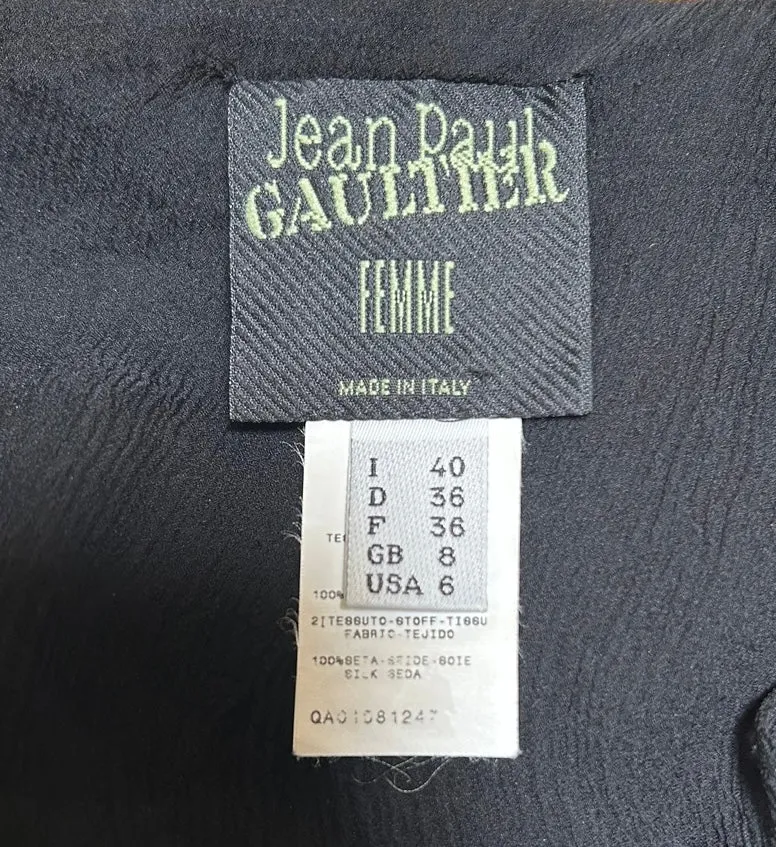 Jean Paul
GAULTIER
FEMME
MADE IN ITALY
I 40
D 36
F 36
GB 8
USA 6
100%
2[TESSUTO-STOFF-TISSU
FABRIC-TEJIDO
100%SETA-SEIDE-SOIE
SILK SEDA